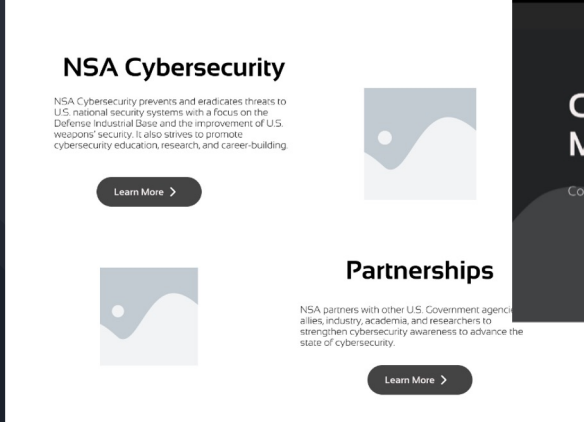 NSA Cybersecurity
NSA Cybersecurity prevents and eradicates threats to
U.S. national security systems with a focus on the
Defense Industrial Base and the improvement of U.S.
weapons' security. It also strives to promote
cybersecurity education, research, and career-building.
Learn More
Partnerships
NSA partners with other U.S. Government
allies, industry, academia, and researchers to
strengthen cybersecurity awareness to advance the
state of cybersecurity.
Learn More